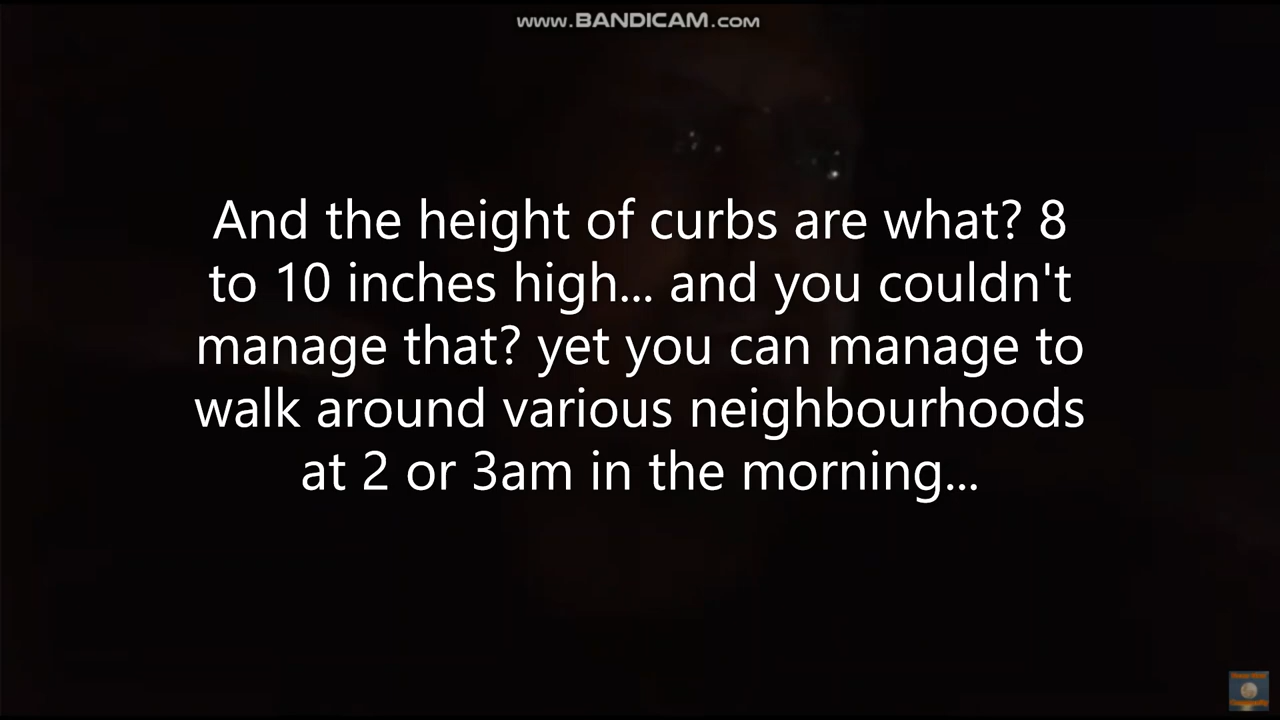 www.BANDICAM.com
And the height of curbs are what? 8
to 10 inches high... and you couldn't
manage that? yet you can manage to
walk around various neighbourhoods
at 2 or 3am in the morning...